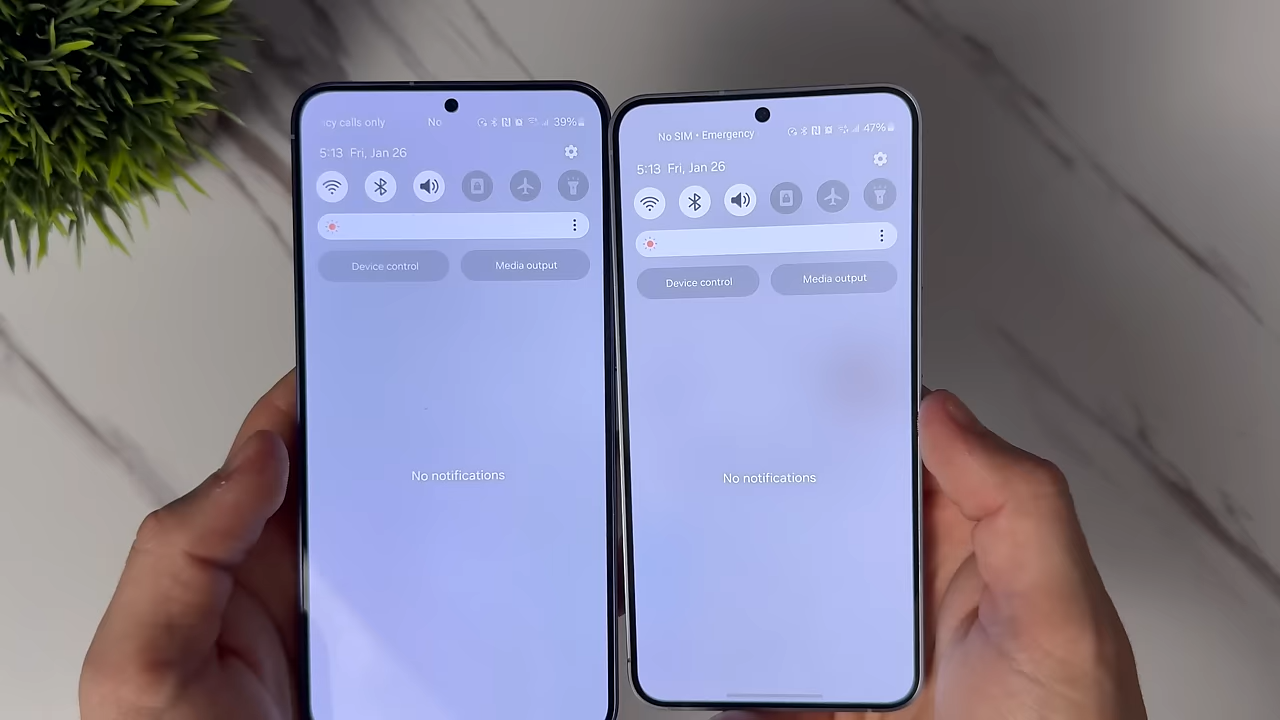 cy calls only No 39%
5:13 Fri, Jan 26
Device control Media output
No notifications
No SIM • Emergency 47%
5:13 Fri, Jan 26
Device control Media output
No notifications